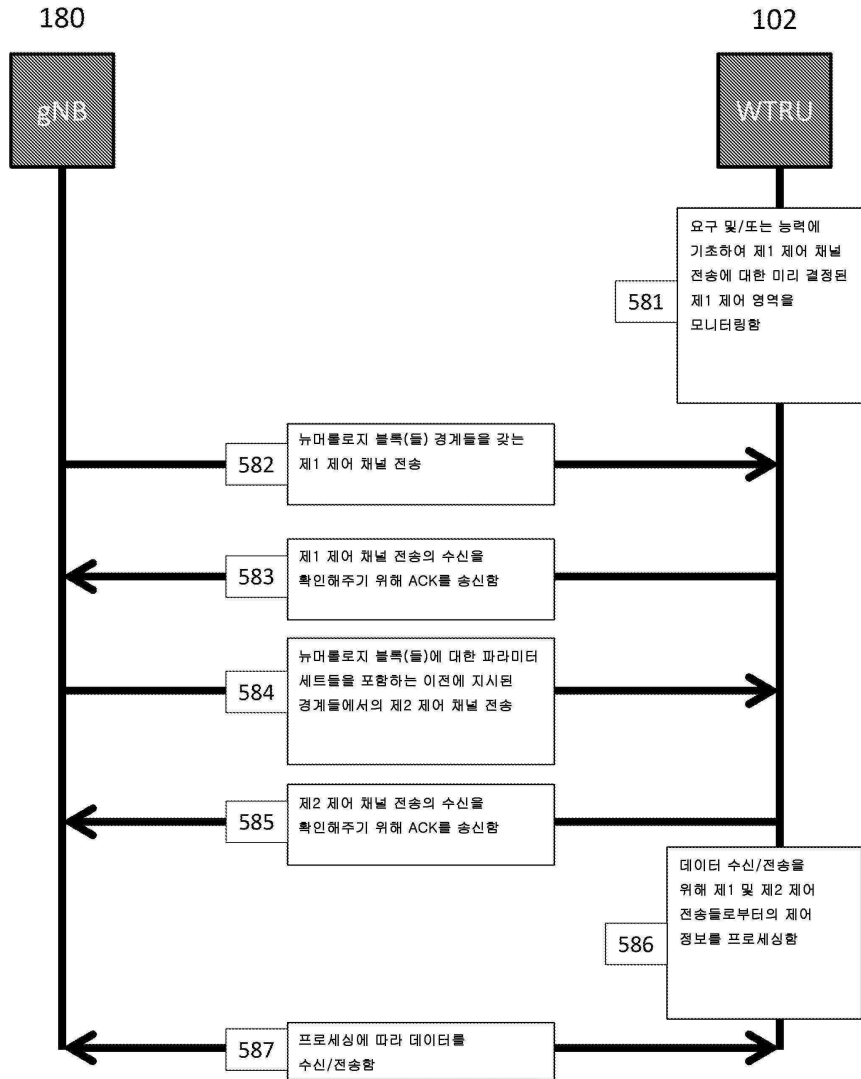 180
102
gNB
WTRU
581
요구 및/또는 능력에
기초하여 제1 제어 채널
전송에 대한 미리 결정된
제1 제어 영역을
모니터링함
582
뉴머롤로지 블록(들) 경계들을 갖는
제1 제어 채널 전송
583
제1 제어 채널 전송의 수신을
확인해주기 위해 ACK를 송신함
584
뉴머롤로지 블록(들)에 대한 파라미터
세트들을 포함하는 이전에 지시된
경계들에서의 제2 제어 채널 전송
585
제2 제어 채널 전송의 수신을
확인해주기 위해 ACK를 송신함
586
데이터 수신/전송을
위해 제1 및 제2 제어
전송들로부터의 제어
정보를 프로세싱함
587
프로세싱에 따라 데이터를
수신/전송함